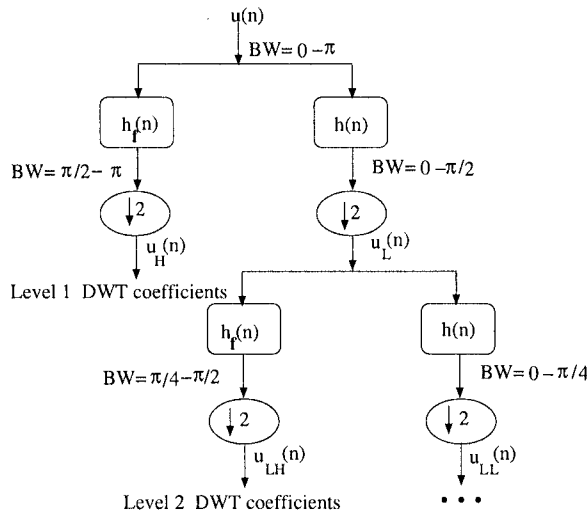 u(n)
BW= 0 – π
h_f(n)
h(n)
BW= π/2 – π
BW= 0 – π/2
2
2
u_H(n)
u_L(n)
Level 1 DWT coefficients
h_f(n)
h(n)
BW= π/4 – π/2
BW= 0 – π/4
2
2
u_LH(n)
u_LL(n)
Level 2 DWT coefficients
• • •